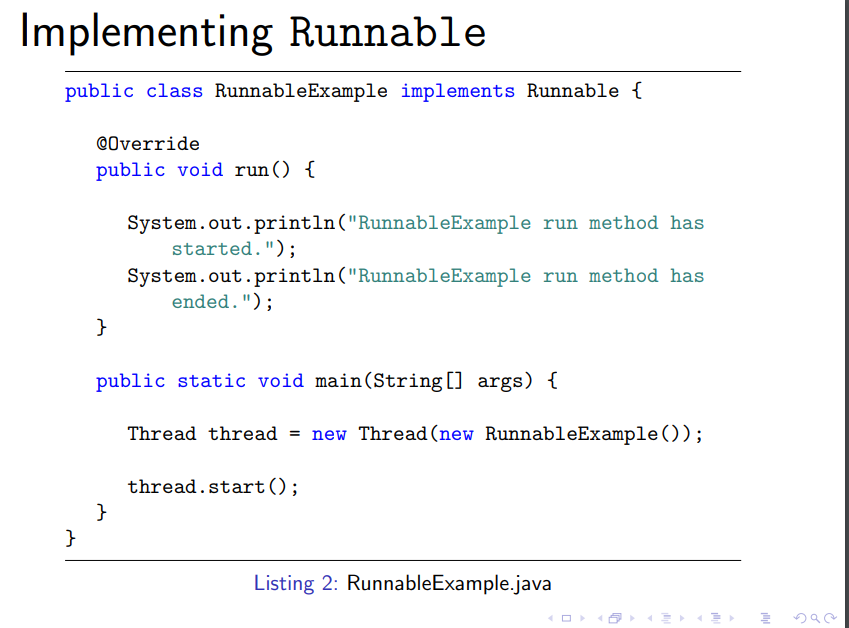 Implementing Runnable
public class RunnableExample implements Runnable {
@Override
public void run() {
System.out.println("RunnableExample run method has
started.");
System.out.println("RunnableExample run method has
ended.");
}
public static void main(String[] args) {
Thread thread = new Thread(new RunnableExample());
thread.start();
}
}
Listing 2: RunnableExample.java